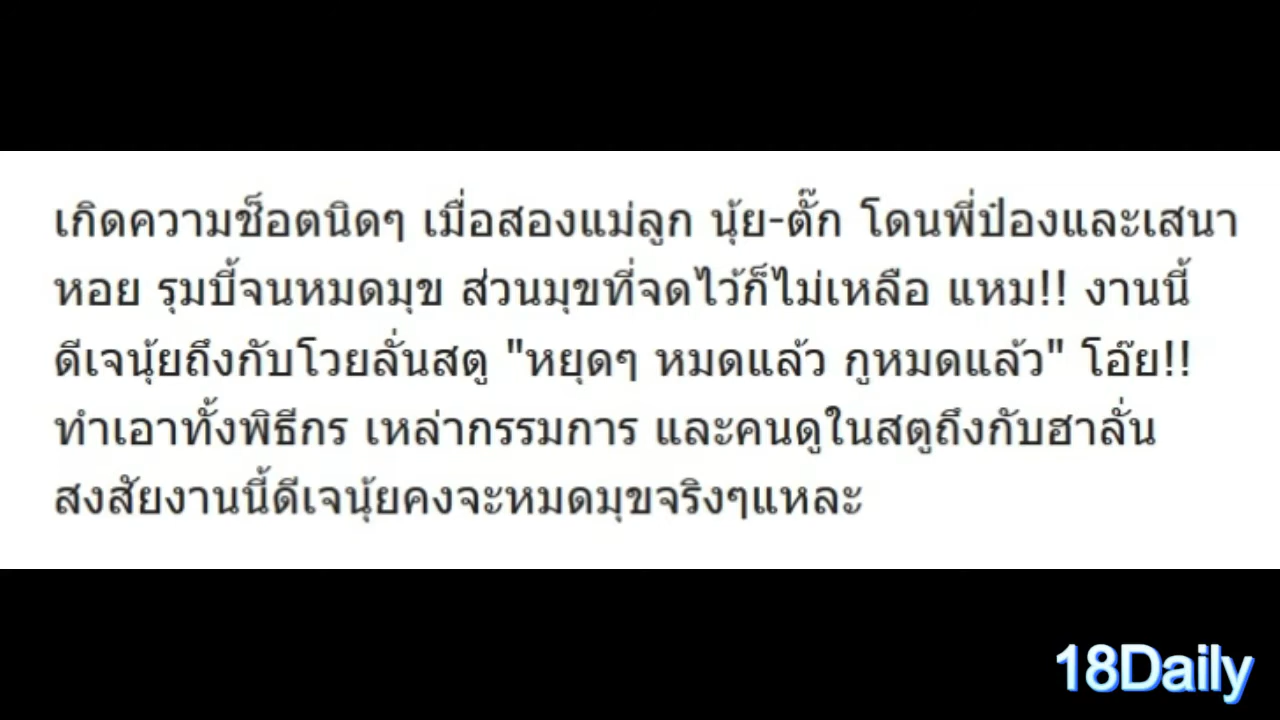 เกิดความช็อตนิดๆ เมื่อสองแม่ลูก นุ้ย-ตั๊ก โดนพี่ป๋องและเสนา
หอย รุมบี้จนหมดมุข ส่วนมุขที่จดไว้ก็ไม่เหลือ แหม!! งานนี้
ดีเจนุ้ยถึงกับโวยลั่นสตู "หยุดๆ หมดแล้ว กูหมดแล้ว" โอ๊ย!!
ทำเอาทั้งพิธีกร เหล่ากรรมการ และคนดูในสตูถึงกับฮาลั่น
สงสัยงานนี้ดีเจนุ้ยคงจะหมดมุขจริงๆแหละ
18Daily